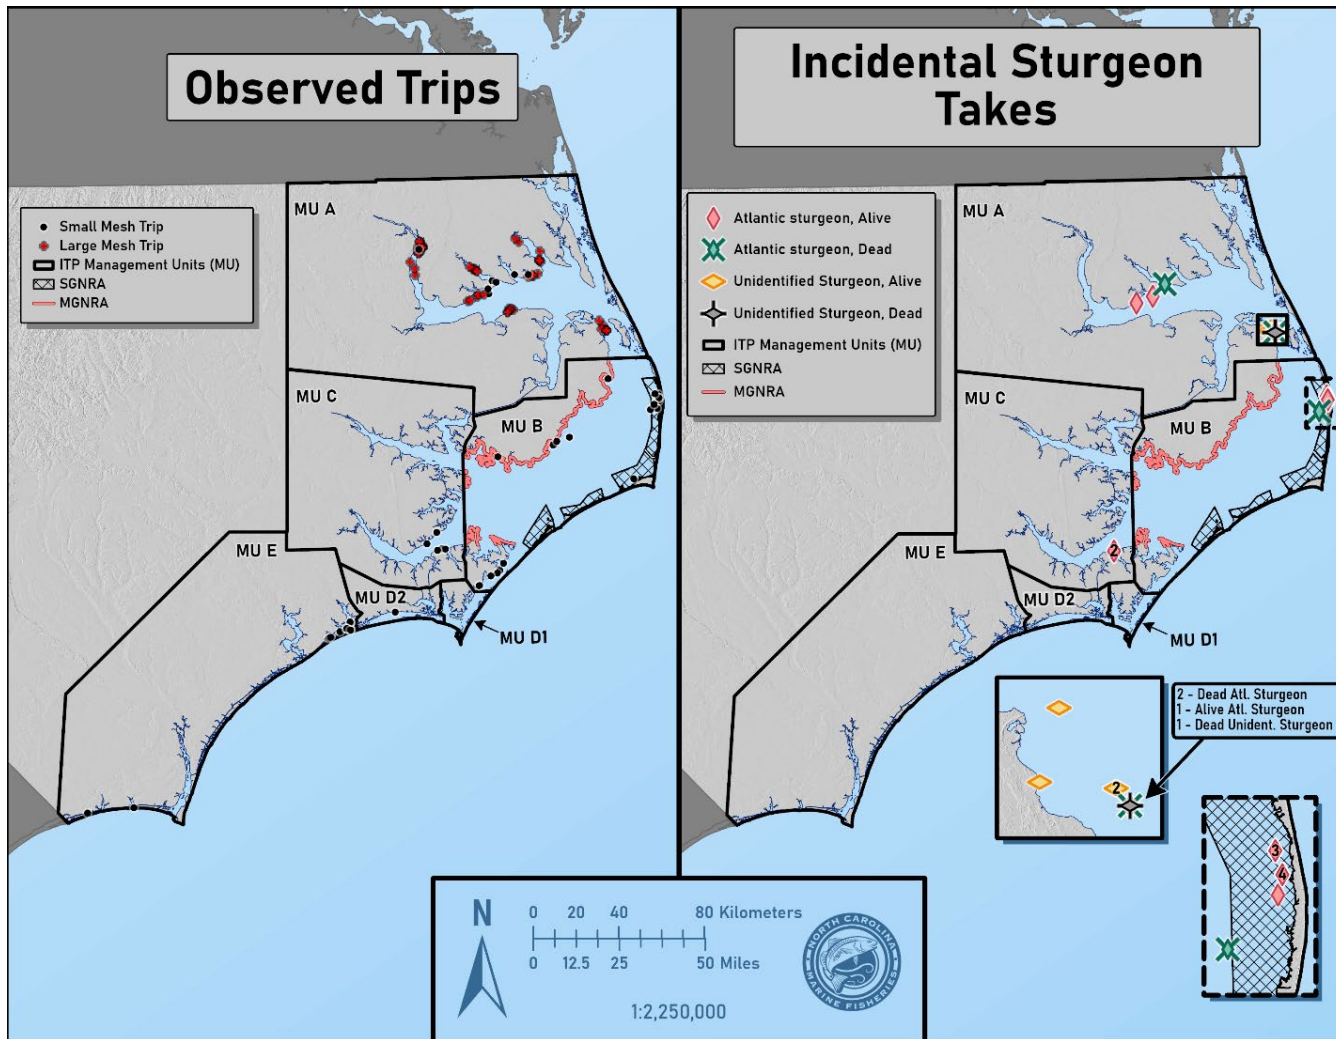 Observed Trips
Small Mesh Trip
Large Mesh Trip
ITP Management Units (MU)
SGNRA
MGNRA
MU A
MU C
MU B
MU E
MU D2
MU D1
Incidental Sturgeon
Takes
Atlantic sturgeon, Alive
Atlantic sturgeon, Dead
Unidentified Sturgeon, Alive
Unidentified Sturgeon, Dead
ITP Management Units (MU)
SGNRA
MGNRA
MU A
MU C
MU B
2
MU E
MU D2
MU D1
2 - Dead Atl. Sturgeon
1 - Alive Atl. Sturgeon
1 - Dead Unident. Sturgeon
2
3
4
N
0 20 40 80 Kilometers
0 12.5 25 50 Miles
1:2,250,000
NORTH CAROLINA
MARINE FISHERIES